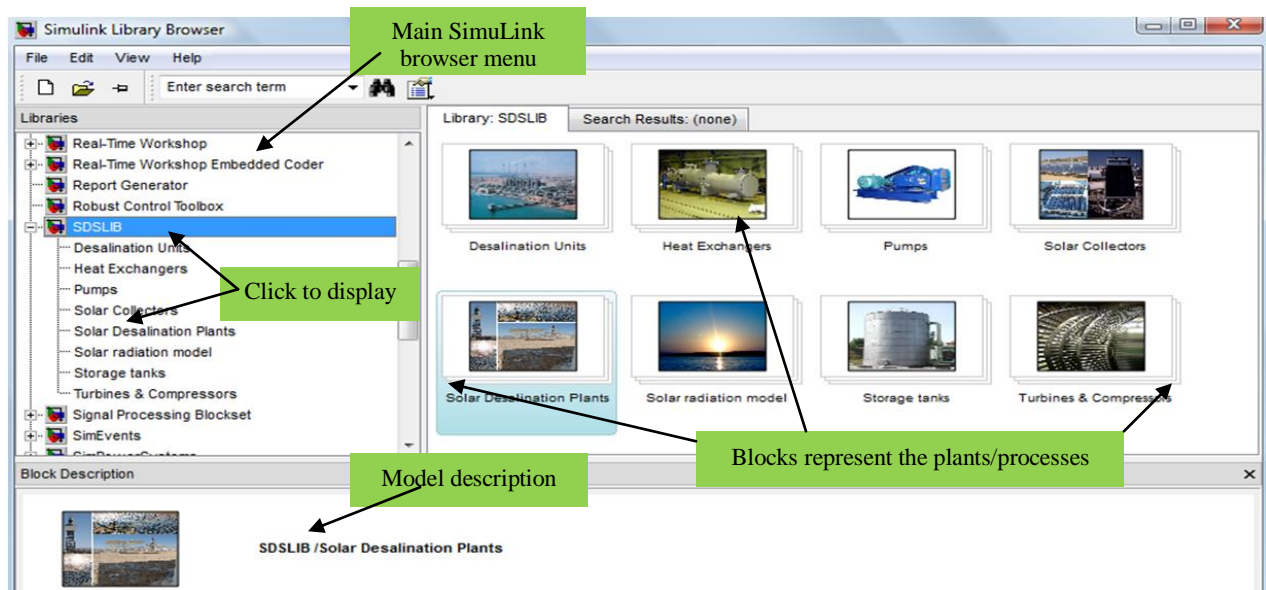 Simulink Library Browser
Main SimuLink
browser menu
File Edit View Help
Enter search term
Libraries
Library: SDSLIB Search Results: (none)
Real-Time Workshop
Real-Time Workshop Embedded Coder
Report Generator
Robust Control Toolbox
SDSLIB
Desalination Units
Heat Exchangers
Pumps
Solar Collectors
Solar Desalination Plants
Solar radiation model
Storage tanks
Turbines & Compressors
Signal Processing Blockset
SimEvents
SimPowerSystems
Click to display
Desalination Units Heat Exchangers Pumps Solar Collectors
Solar Desalination Plants Solar radiation model Storage tanks Turbines & Compressors
Blocks represent the plants/processes
Block Description
Model description
SDSLIB /Solar Desalination Plants